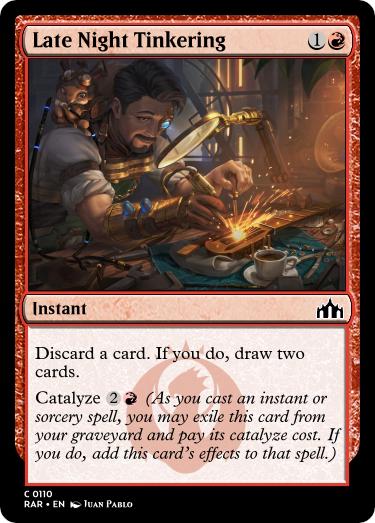 Late Night Tinkering 1
Instant
Discard a card. If you do, draw two
cards.
Catalyze 2 (As you cast an instant or
sorcery spell, you may exile this card
from your graveyard and pay its catalyze cost. If
you do, add this card's effects to that spell.)
C 0110
RAR • EN Juan Pablo